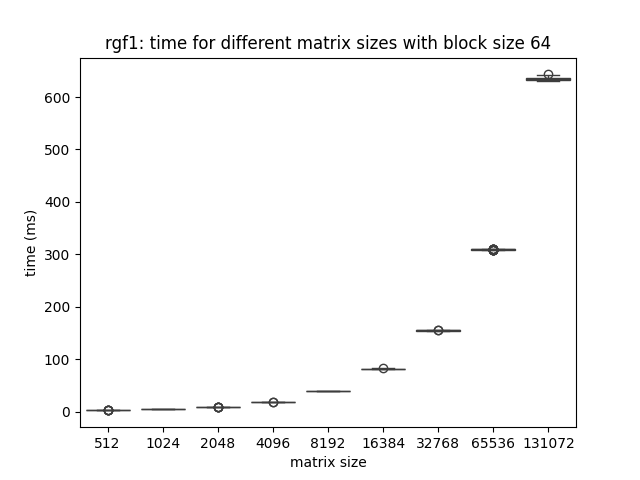 rgf1: time for different matrix sizes with block size 64
time (ms)
600
500
400
300
200
100
0
512 1024 2048 4096 8192 16384 32768 65536 131072
matrix size